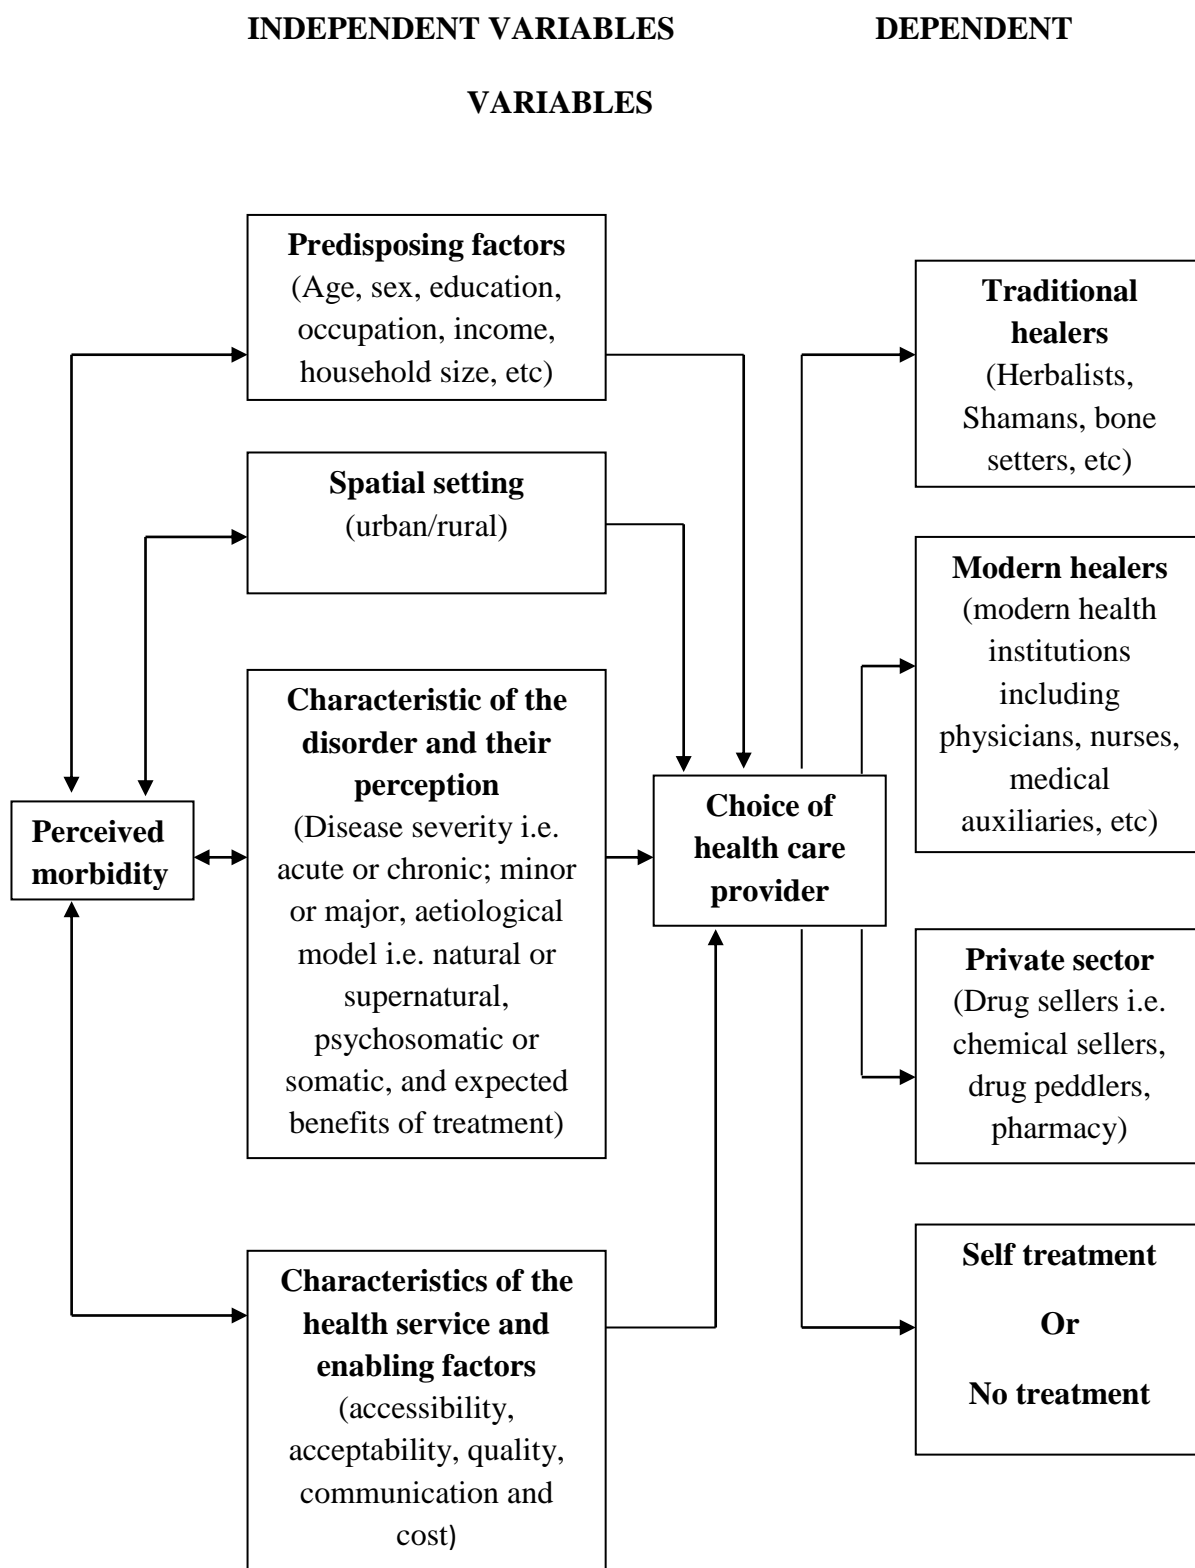 INDEPENDENT VARIABLES DEPENDENT
VARIABLES
Predisposing factors
(Age, sex, education,
occupation, income,
household size, etc)
Spatial setting
(urban/rural)
Characteristic of the
disorder and their
perception
(Disease severity i.e.
acute or chronic; minor
or major, aetiological
model i.e. natural or
supernatural,
psychosomatic or
somatic, and expected
benefits of treatment)
Characteristics of the
health service and
enabling factors
(accessibility,
acceptability, quality,
communication and
cost)
Perceived
morbidity
Choice of
health care
provider
Traditional
healers
(Herbalists,
Shamans, bone
setters, etc)
Modern healers
(modern health
institutions
including
physicians, nurses,
medical
auxiliaries, etc)
Private sector
(Drug sellers i.e.
chemical sellers,
drug peddlers,
pharmacy)
Self treatment
Or
No treatment